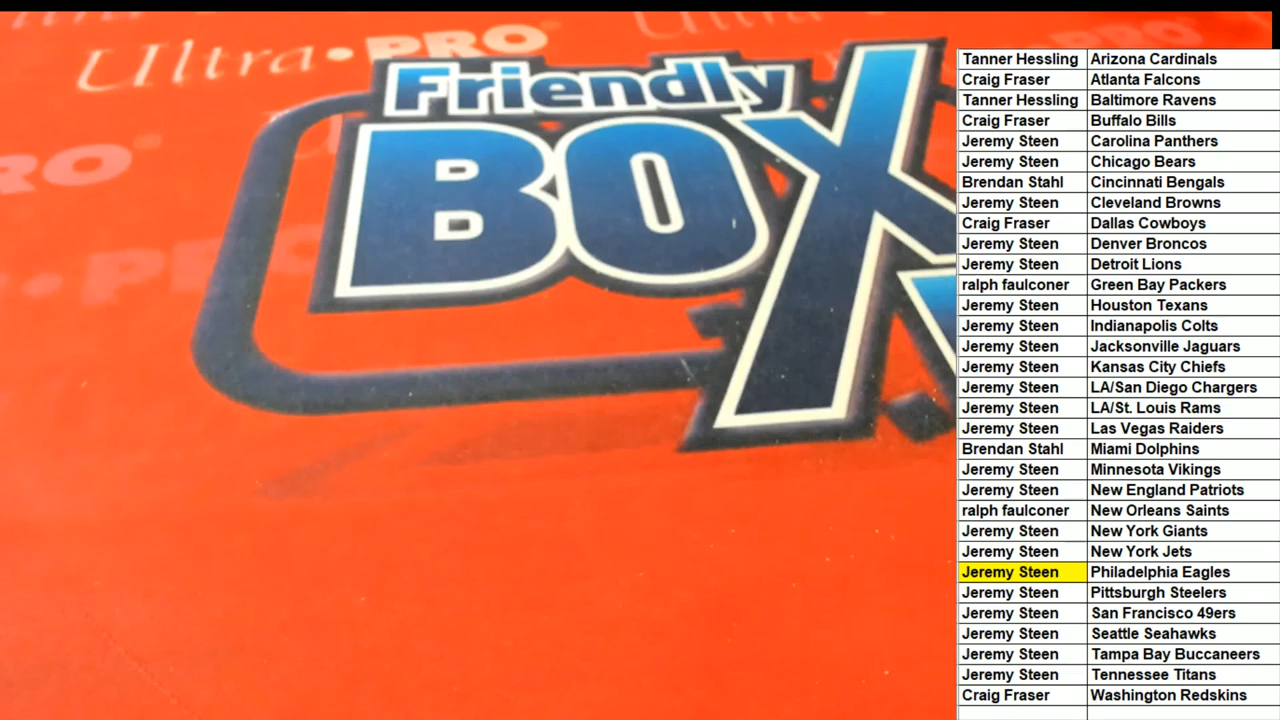 Ultra•PRO
Friendly
BOX
RO
PRO
Tanner Hessling Arizona Cardinals
Craig Fraser Atlanta Falcons
Tanner Hessling Baltimore Ravens
Craig Fraser Buffalo Bills
Jeremy Steen Carolina Panthers
Jeremy Steen Chicago Bears
Brendan Stahl Cincinnati Bengals
Jeremy Steen Cleveland Browns
Craig Fraser Dallas Cowboys
Jeremy Steen Denver Broncos
Jeremy Steen Detroit Lions
ralph faulconer Green Bay Packers
Jeremy Steen Houston Texans
Jeremy Steen Indianapolis Colts
Jeremy Steen Jacksonville Jaguars
Jeremy Steen Kansas City Chiefs
Jeremy Steen LA/San Diego Chargers
Jeremy Steen LA/St. Louis Rams
Jeremy Steen Las Vegas Raiders
Brendan Stahl Miami Dolphins
Jeremy Steen Minnesota Vikings
Jeremy Steen New England Patriots
ralph faulconer New Orleans Saints
Jeremy Steen New York Giants
Jeremy Steen New York Jets
Jeremy Steen Philadelphia Eagles
Jeremy Steen Pittsburgh Steelers
Jeremy Steen San Francisco 49ers
Jeremy Steen Seattle Seahawks
Jeremy Steen Tampa Bay Buccaneers
Jeremy Steen Tennessee Titans
Craig Fraser Washington Redskins